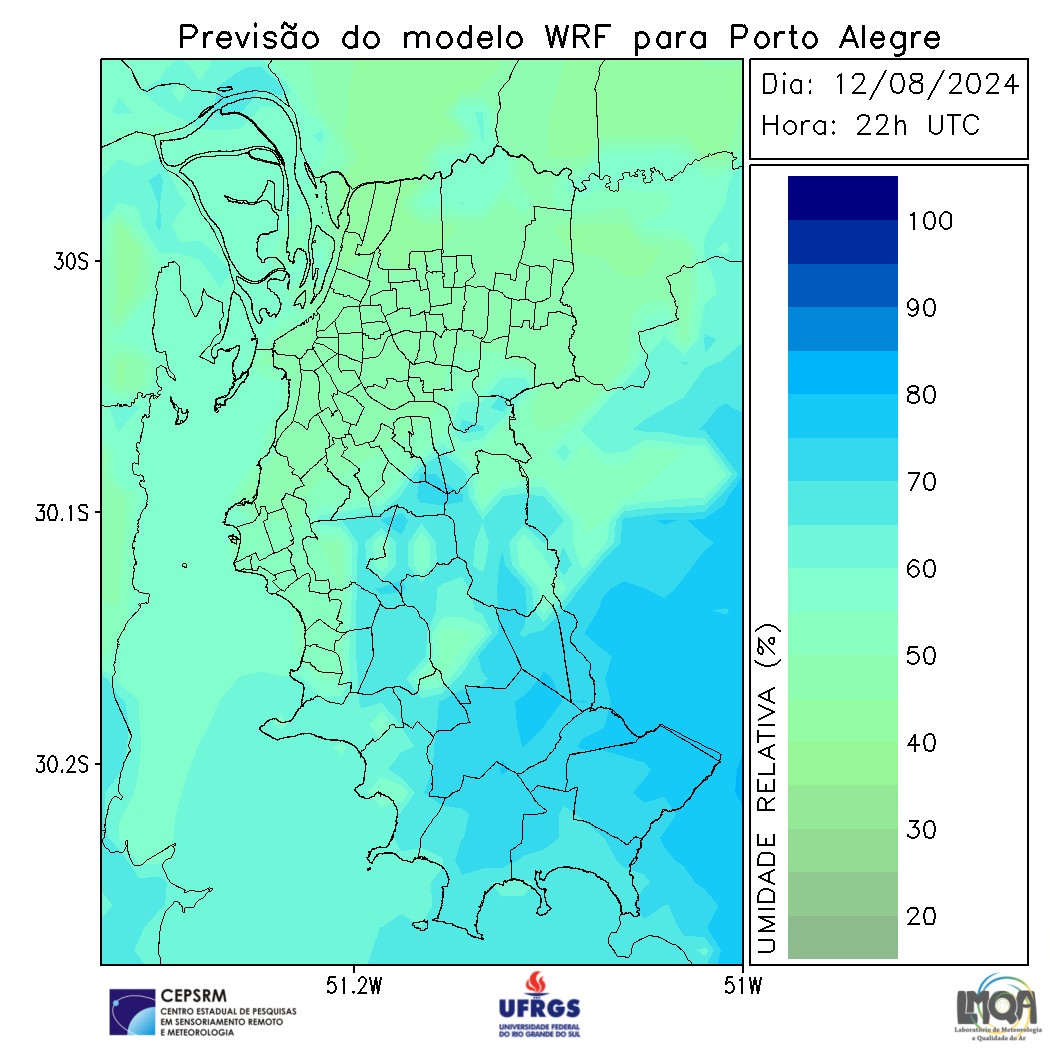 Previsão do modelo WRF para Porto Alegre
Dia: 12/08/2024
Hora: 22h UTC
30S
30.1S
30.2S
51.2W
51W
100
90
80
70
60
50
40
30
20
UMIDADE RELATIVA (%)
CEPSRM
CENTRO ESTADUAL DE PESQUISAS
EM SENSORIAMENTO REMOTO
E METEOROLOGIA
UFRGS
UNIVERSIDADE FEDERAL
DO RIO GRANDE DO SUL
LMQA
Laboratório de Meteorologia
e Qualidade do Ar